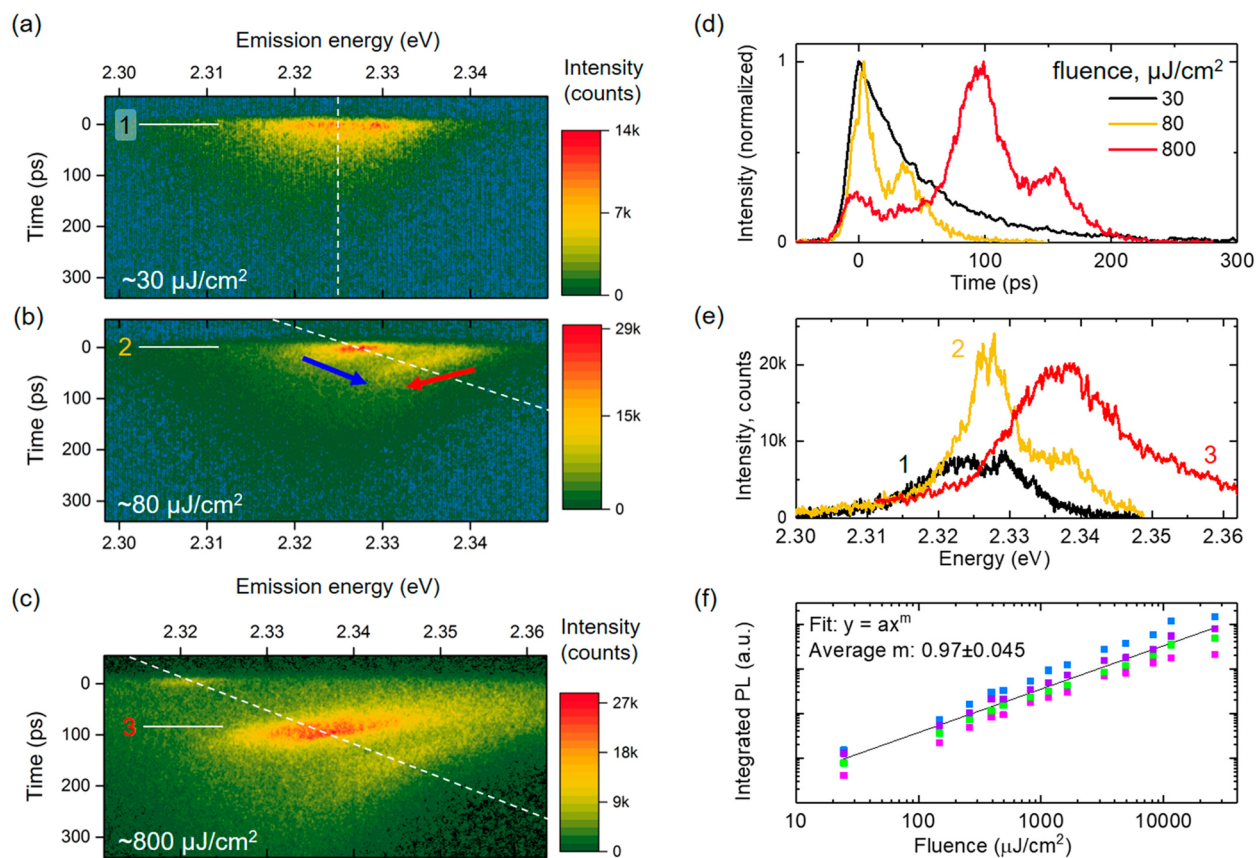 (a)
Emission energy (eV)
2.30 2.31 2.32 2.33 2.34
Intensity
(counts)
Time (ps)
0
100
200
300
1
~30 µJ/cm²
14k
7k
0
(b)
Time (ps)
0
100
200
300
2
~80 µJ/cm²
2.30 2.31 2.32 2.33 2.34
29k
15k
0
(c)
Emission energy (eV)
2.32 2.33 2.34 2.35 2.36
Intensity
(counts)
Time (ps)
0
100
200
300
3
~800 µJ/cm²
27k
18k
9k
0
(d)
Intensity (normalized)
1
0
fluence, µJ/cm²
30
80
800
0 100 200 300
Time (ps)
(e)
Intensity, counts
20k
10k
0
1
2
3
2.30 2.31 2.32 2.33 2.34 2.35 2.36
Energy (eV)
(f)
Integrated PL (a.u.)
Fit: y = axᵐ
Average m: 0.97±0.045
10 100 1000 10000
Fluence (µJ/cm²)